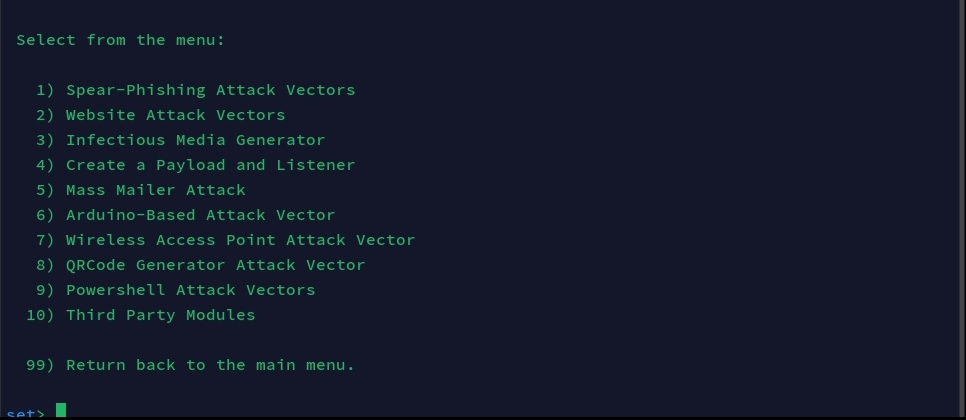 Select from the menu:
1) Spear-Phishing Attack Vectors
2) Website Attack Vectors
3) Infectious Media Generator
4) Create a Payload and Listener
5) Mass Mailer Attack
6) Arduino-Based Attack Vector
7) Wireless Access Point Attack Vector
8) QRCode Generator Attack Vector
9) Powershell Attack Vectors
10) Third Party Modules
99) Return back to the main menu.
set>